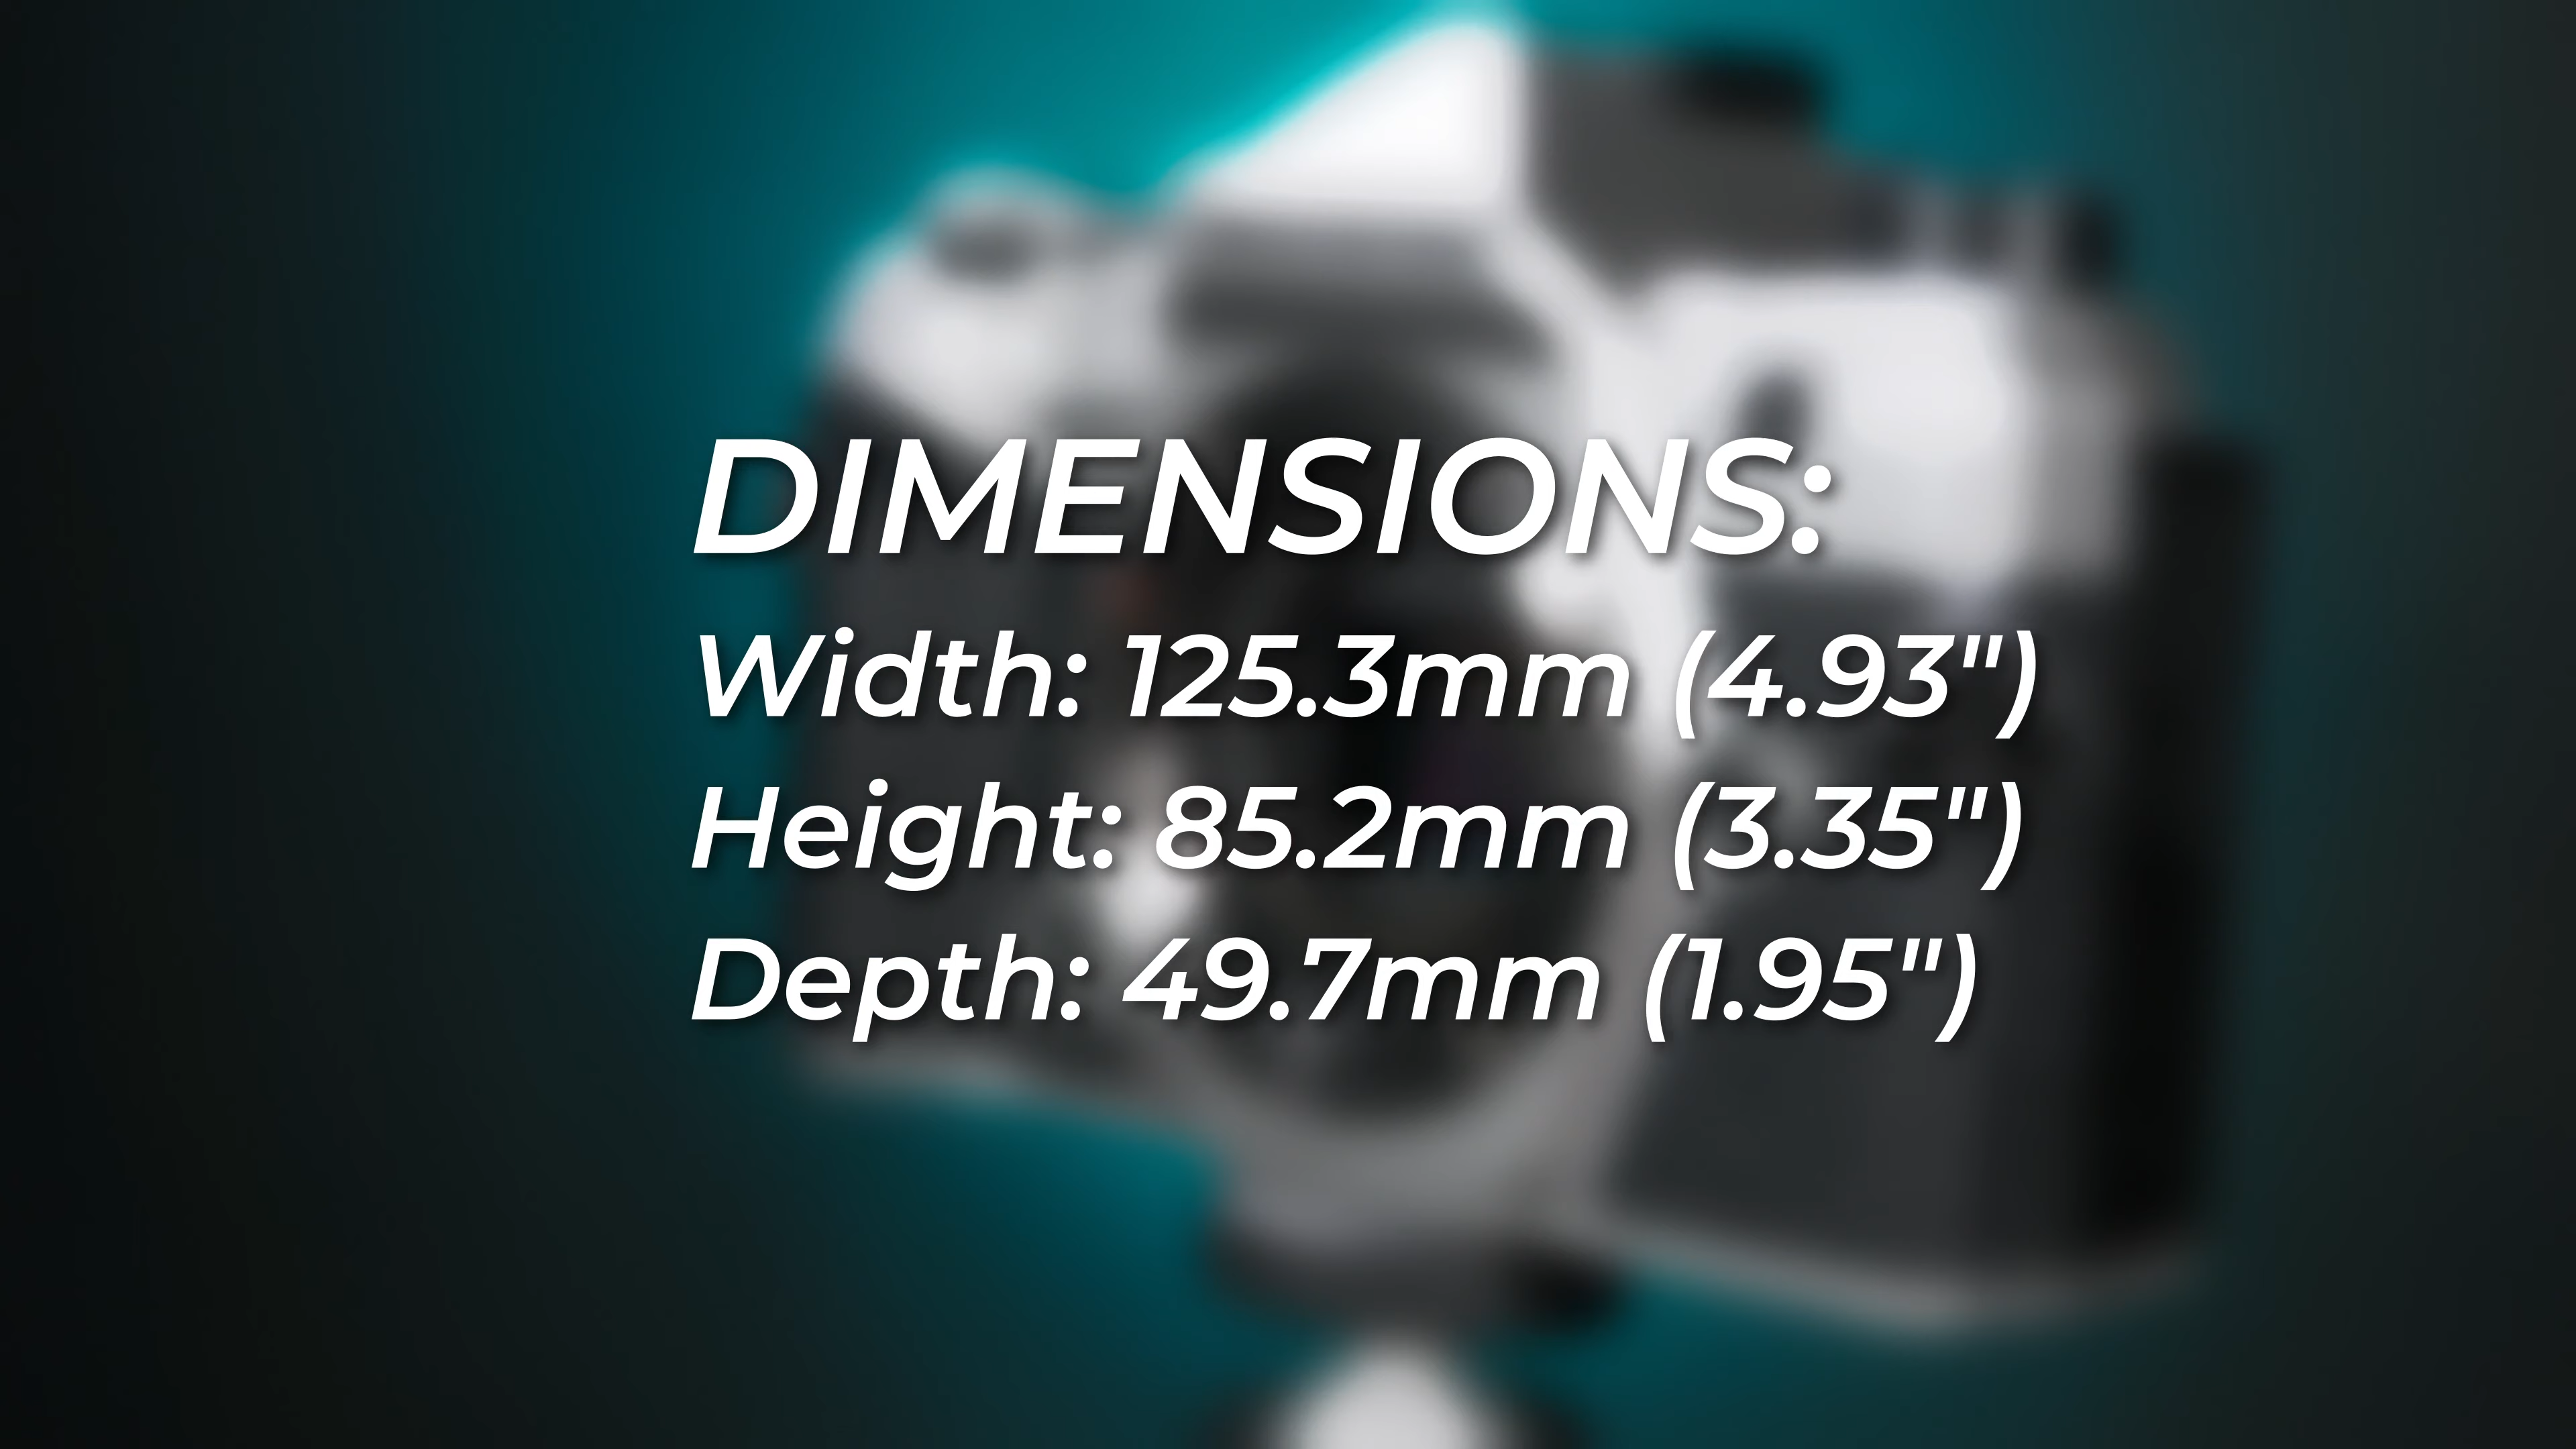 DIMENSIONS:
Width: 125.3mm (4.93")
Height: 85.2mm (3.35")
Depth: 49.7mm (1.95")